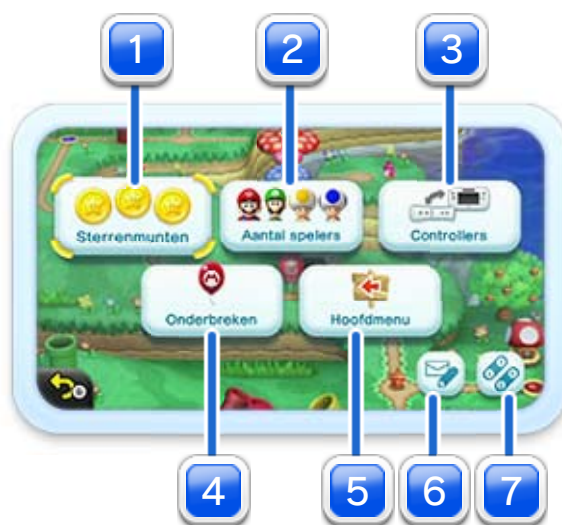 1 2 3
Sterrenmunten Aantal spelers Controllers
Onderbreken Hoofdmenu
4 5 6 7